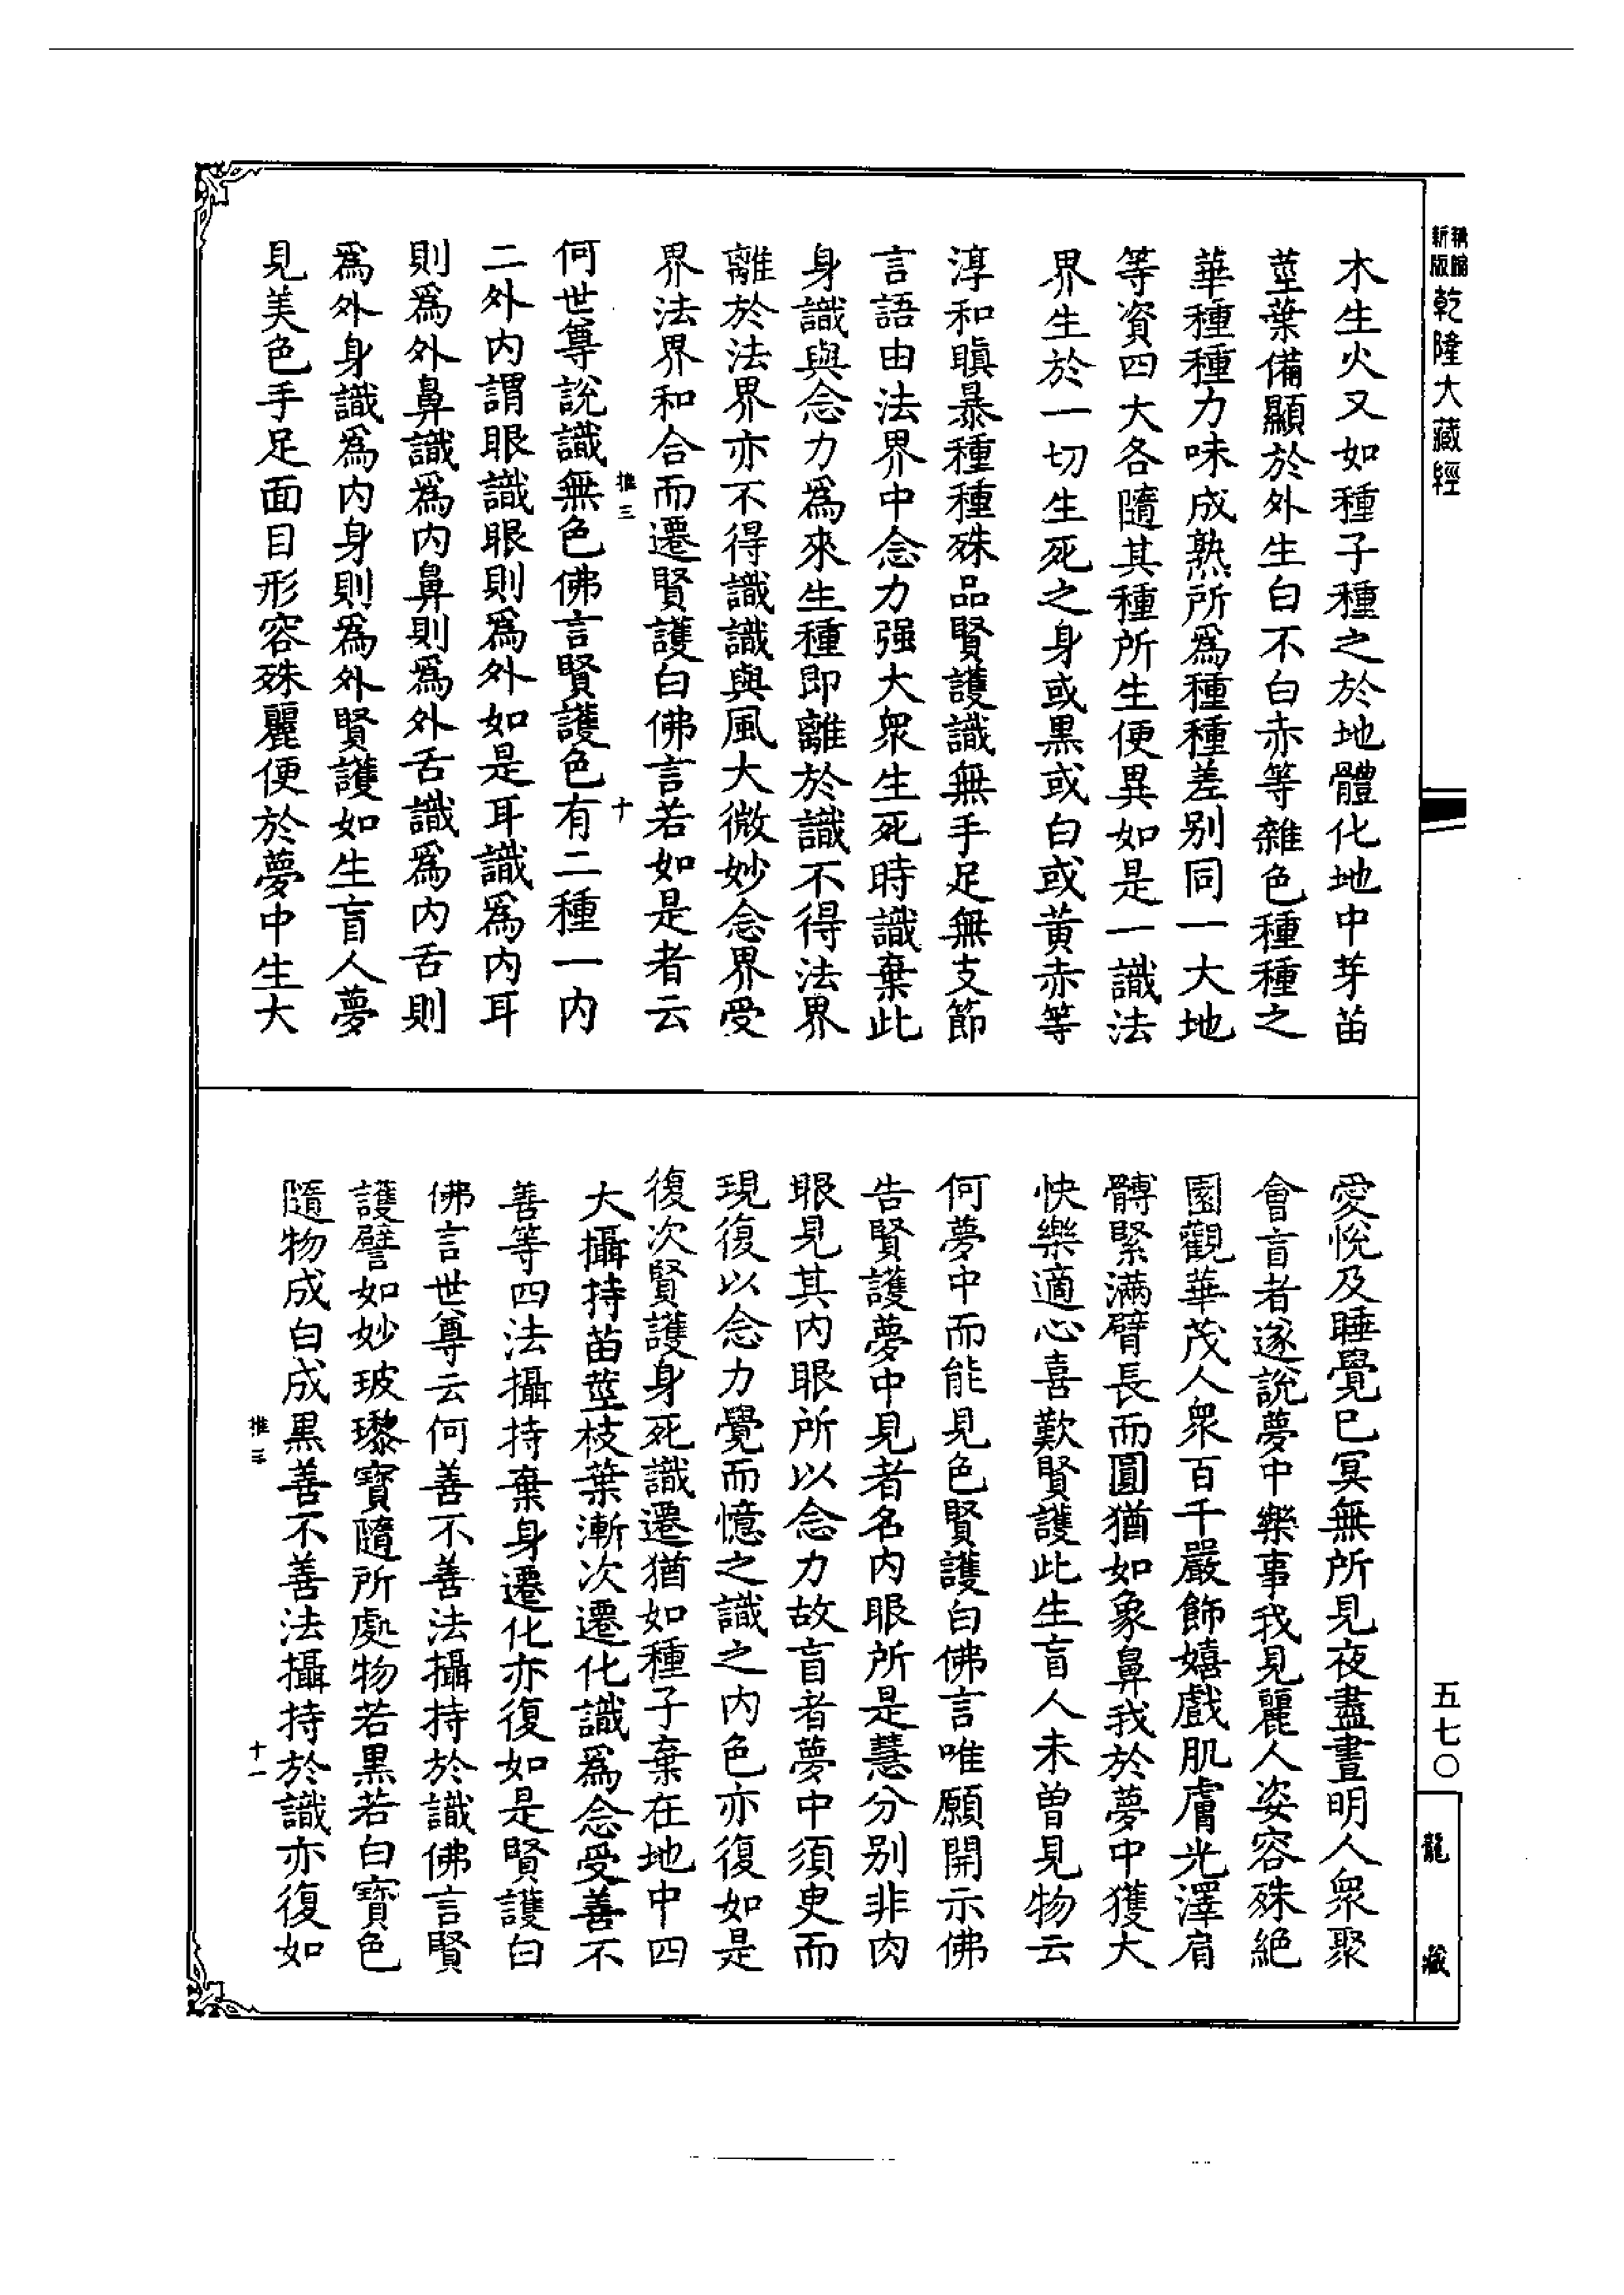 新版
精編
乾隆大藏經
木生火又如種子種之於地體化地中芽苗
莖葉備顯於外生白不白赤等雜色種種之
華種種力味成熟所爲種種差别同一大地
等資四大各隨其種所生便異如是一識法
界生於一切生死之身或黑或白或黄赤等
淳和瞋暴種種殊品賢護識無手足無支節
言語由法界中念力强大衆生死時識棄此
身識與念力爲來生種即離於識不得法界
離於法界亦不得識識與風大微妙念界受
界法界和合而遷賢護白佛言若如是者云
推三
十
何世尊說識無色佛言賢護色有二種一内
二外内謂眼識眼則爲外如是耳識爲内耳
則爲外鼻識爲内鼻則爲外舌識爲内舌則
爲外身識爲内身則爲外賢護如生盲人夢
見美色手足面目形容殊麗便於夢中生大
愛悅及睡覺已冥無所見夜盡晝明人衆聚
會盲者遂說夢中樂事我見麗人姿容殊絶
園觀華茂人衆百千嚴飾嬉戲肌膚光澤肩
髆緊滿臂長而圓猶如象鼻我於夢中獲大
快樂適心喜歎賢護此生盲人未曽見物云
何夢中而能見色賢護白佛言唯願開示佛
告賢護夢中見者名内眼所是慧分别非肉
眼見其内眼所以念力故盲者夢中須㬰而
現復以念力覺而憶之識之内色亦復如是
復次賢護身死識遷猶如種子棄在地中四
大攝持苗莖枝葉漸次遷化識爲念受善不
善等四法攝持棄身遷化亦復如是賢護白
佛言世尊云何善不善法攝持於識佛言賢
護譬如妙玻瓈寶隨所處物若黑若白寶色
隨物成白成黑善不善法攝持於識亦復如
推三
十一
五七〇
龍藏